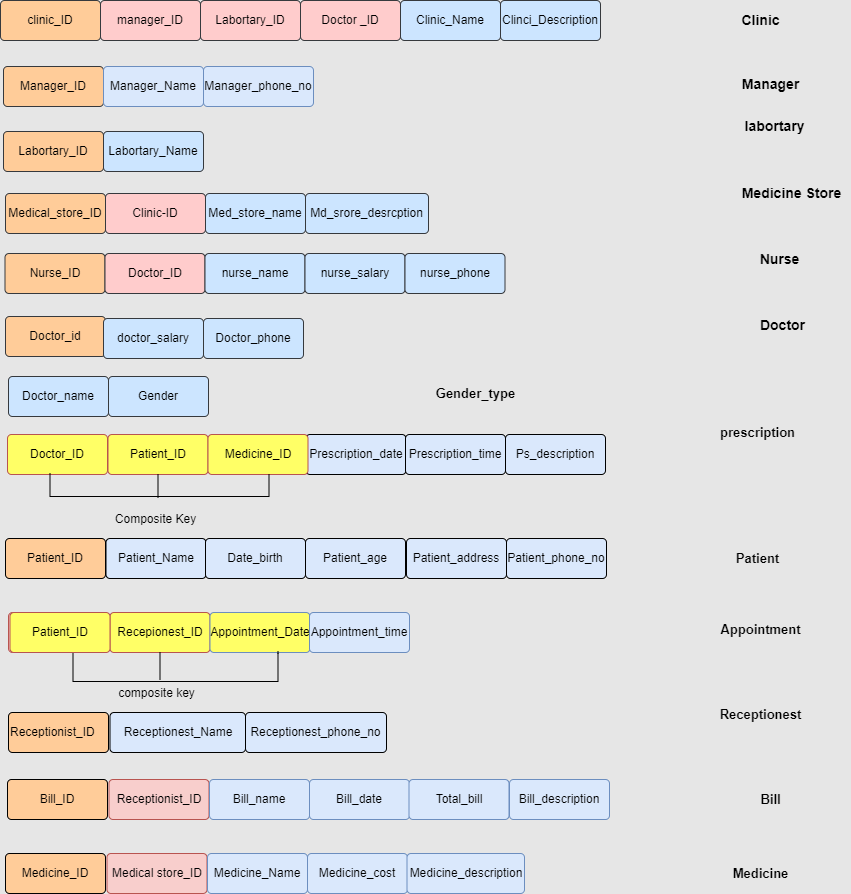 clinic_ID manager_ID Labortary_ID Doctor _ID Clinic_Name Clinci_Description Clinic
Manager_ID Manager_Name Manager_phone_no Manager
labortary
Labortary_ID Labortary_Name
Medical_store_ID Clinic-ID Med_store_name Md_srore_desrcption Medicine Store
Nurse_ID Doctor_ID nurse_name nurse_salary nurse_phone Nurse
Doctor_id doctor_salary Doctor_phone Doctor
Doctor_name Gender Gender_type
prescription
Doctor_ID Patient_ID Medicine_ID Prescription_date Prescription_time Ps_description
Composite Key
Patient_ID Patient_Name Date_birth Patient_age Patient_address Patient_phone_no Patient
Patient_ID Recepionest_ID Appointment_Date Appointment_time Appointment
composite key
Receptionist_ID Receptionest_Name Receptionest_phone_no Receptionest
Bill_ID Receptionist_ID Bill_name Bill_date Total_bill Bill_description Bill
Medicine_ID Medical store_ID Medicine_Name Medicine_cost Medicine_description Medicine